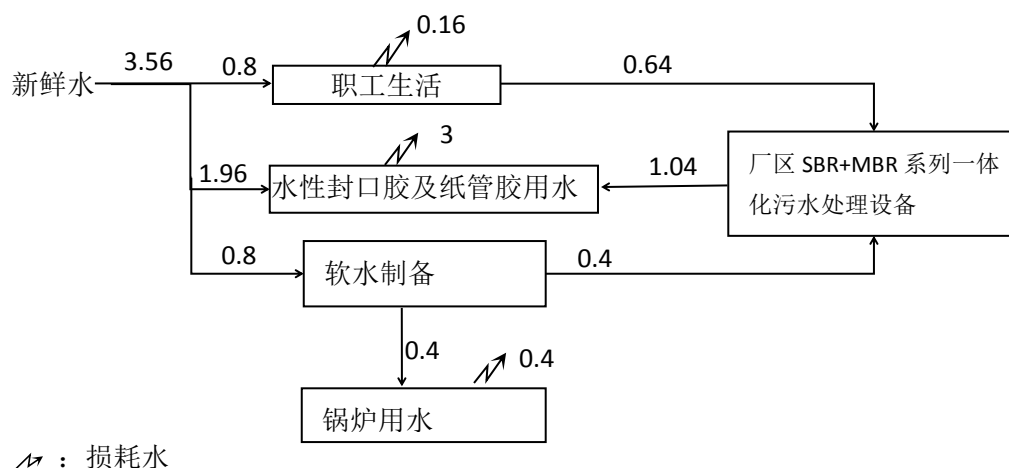 0.16
3.56
0.8
0.64
新鲜水
职工生活
3
厂区 SBR+MBR 系列一体
化污水处理设备
1.96
水性封口胶及纸管胶用水
1.04
0.8
软水制备
0.4
0.4
0.4
锅炉用水
：损耗水